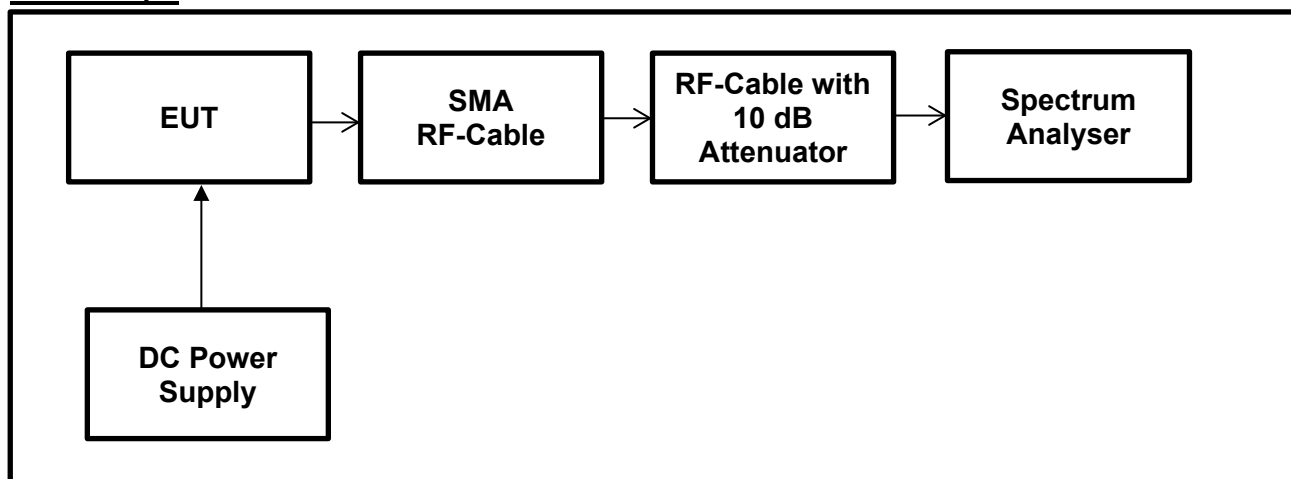 EUT
SMA
RF-Cable
RF-Cable with
10 dB
Attenuator
Spectrum
Analyser
DC Power
Supply